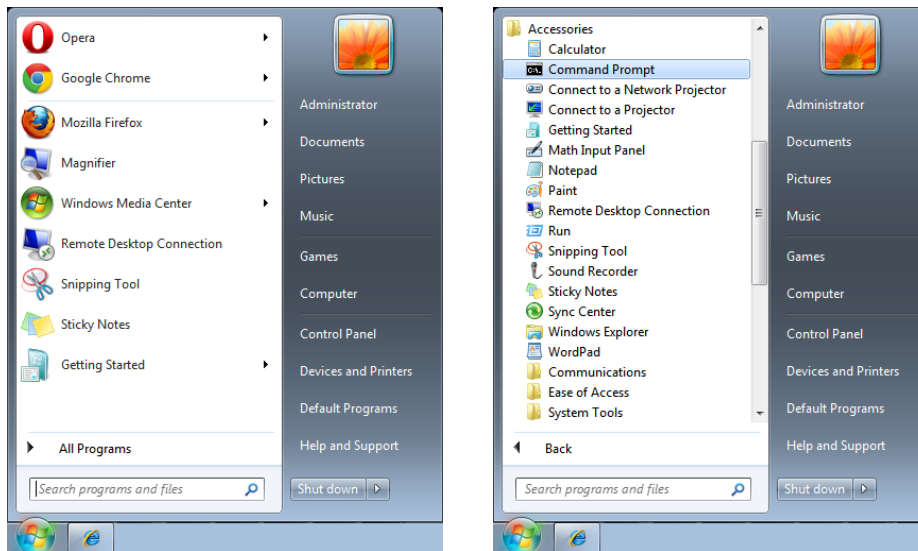 Opera
Google Chrome
Mozilla Firefox
Magnifier
Windows Media Center
Remote Desktop Connection
Snipping Tool
Sticky Notes
Getting Started
All Programs
Search programs and files
Administrator
Documents
Pictures
Music
Games
Computer
Control Panel
Devices and Printers
Default Programs
Help and Support
Shut down
Accessories
Calculator
C:\.
Command Prompt
Connect to a Network Projector
Connect to a Projector
Getting Started
Math Input Panel
Notepad
Paint
Remote Desktop Connection
Run
Snipping Tool
Sound Recorder
Sticky Notes
Sync Center
Windows Explorer
WordPad
Communications
Ease of Access
System Tools
Back
Search programs and files
Administrator
Documents
Pictures
Music
Games
Computer
Control Panel
Devices and Printers
Default Programs
Help and Support
Shut down